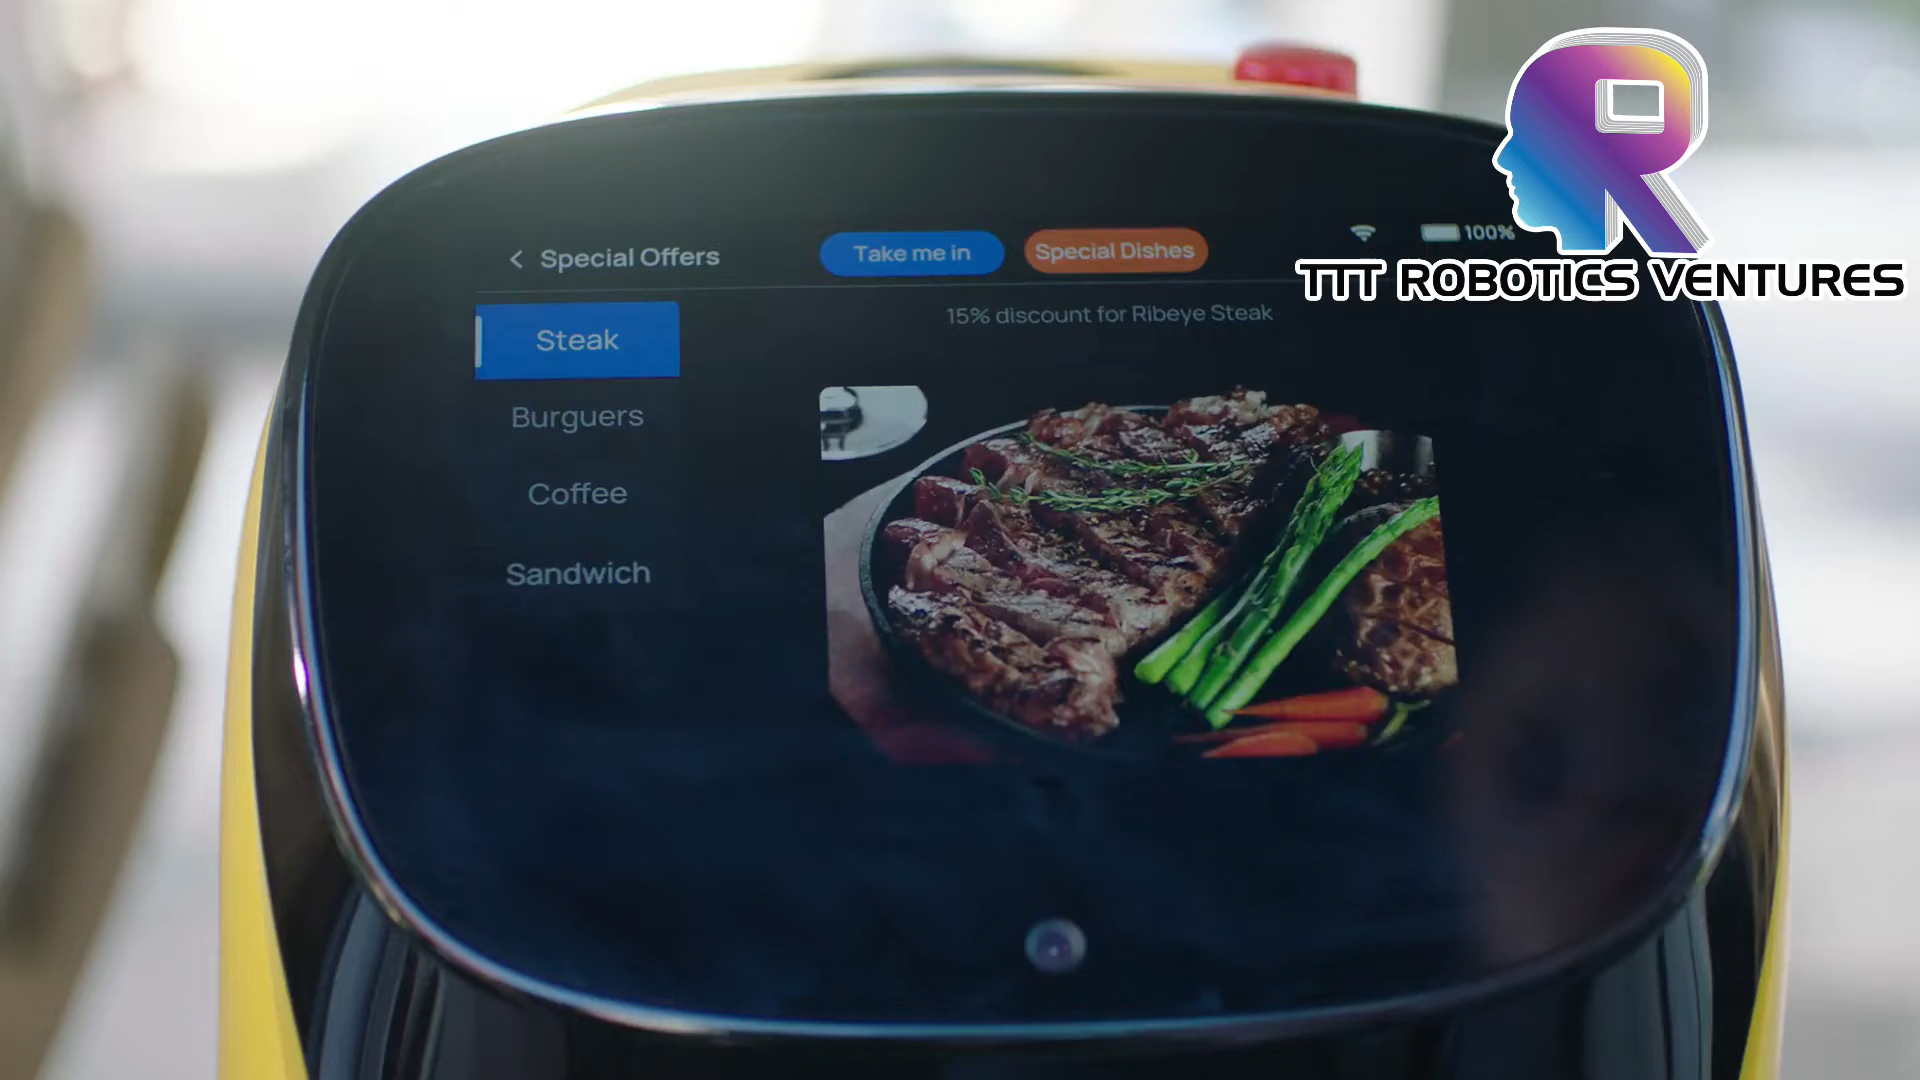 TTT ROBOTICS VENTURES
< Special Offers
Take me in
Special Dishes
100%
15% discount for Ribeye Steak
Steak
Burguers
Coffee
Sandwich